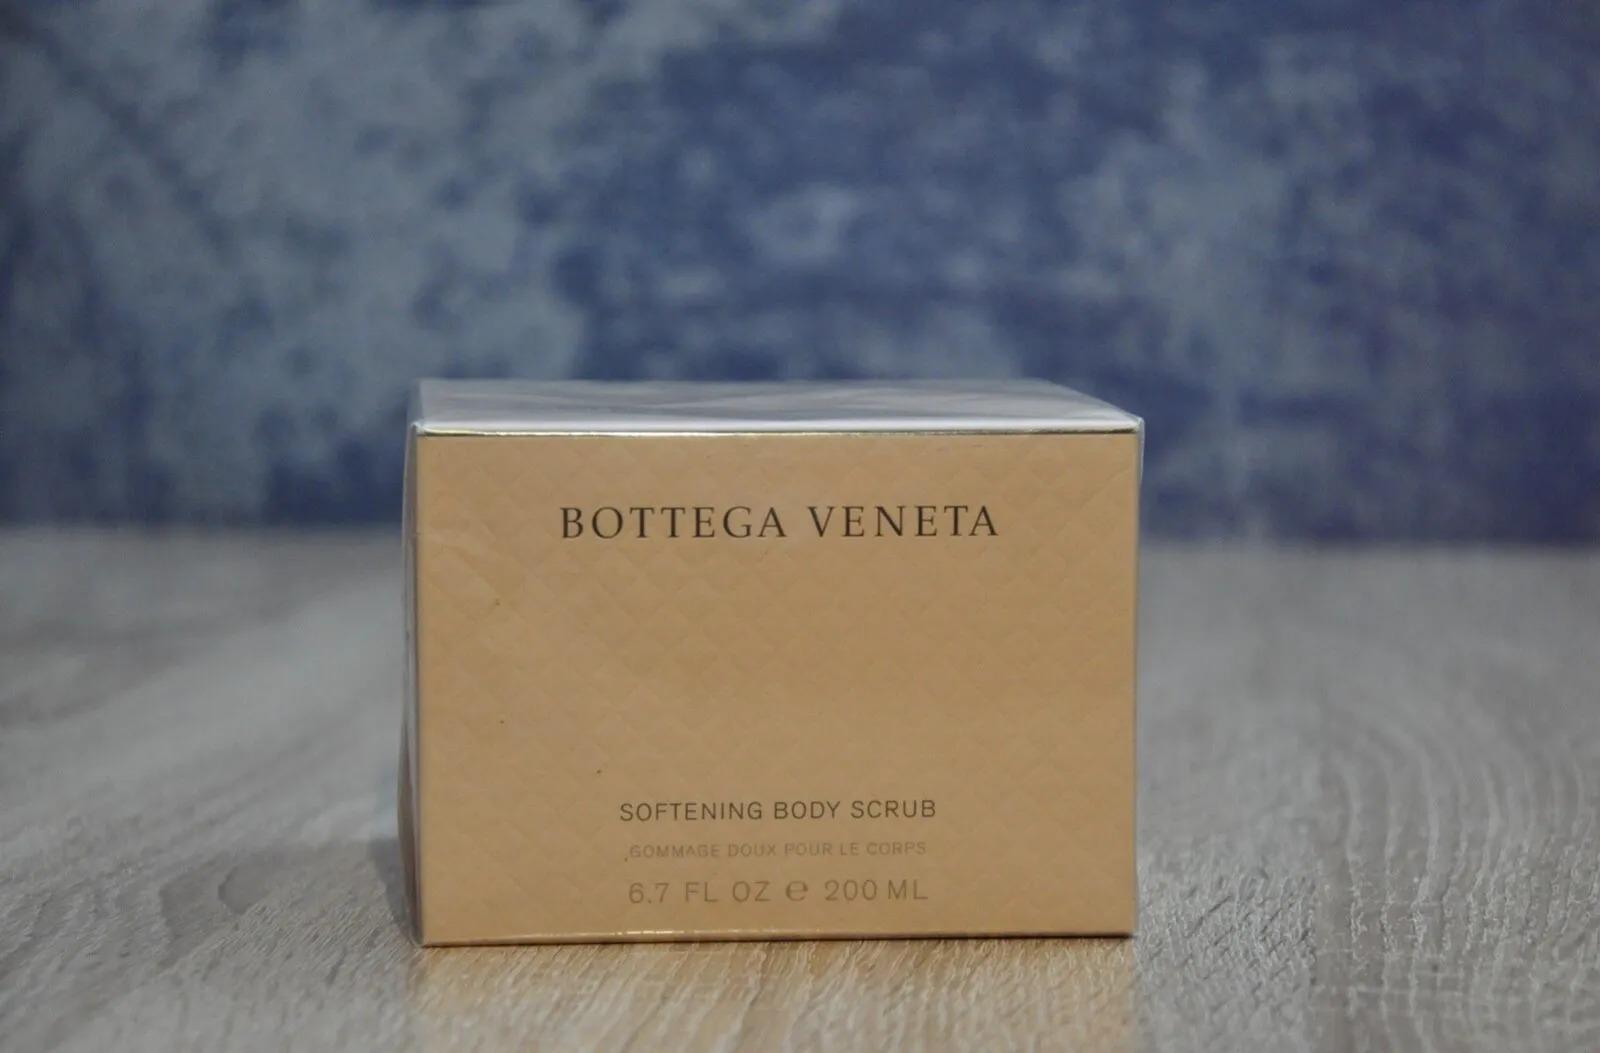 BOTTEGA VENETA
SOFTENING BODY SCRUB
GOMMAGE DOUX POUR LE CORPS
6.7 FL OZ ℮ 200 ML